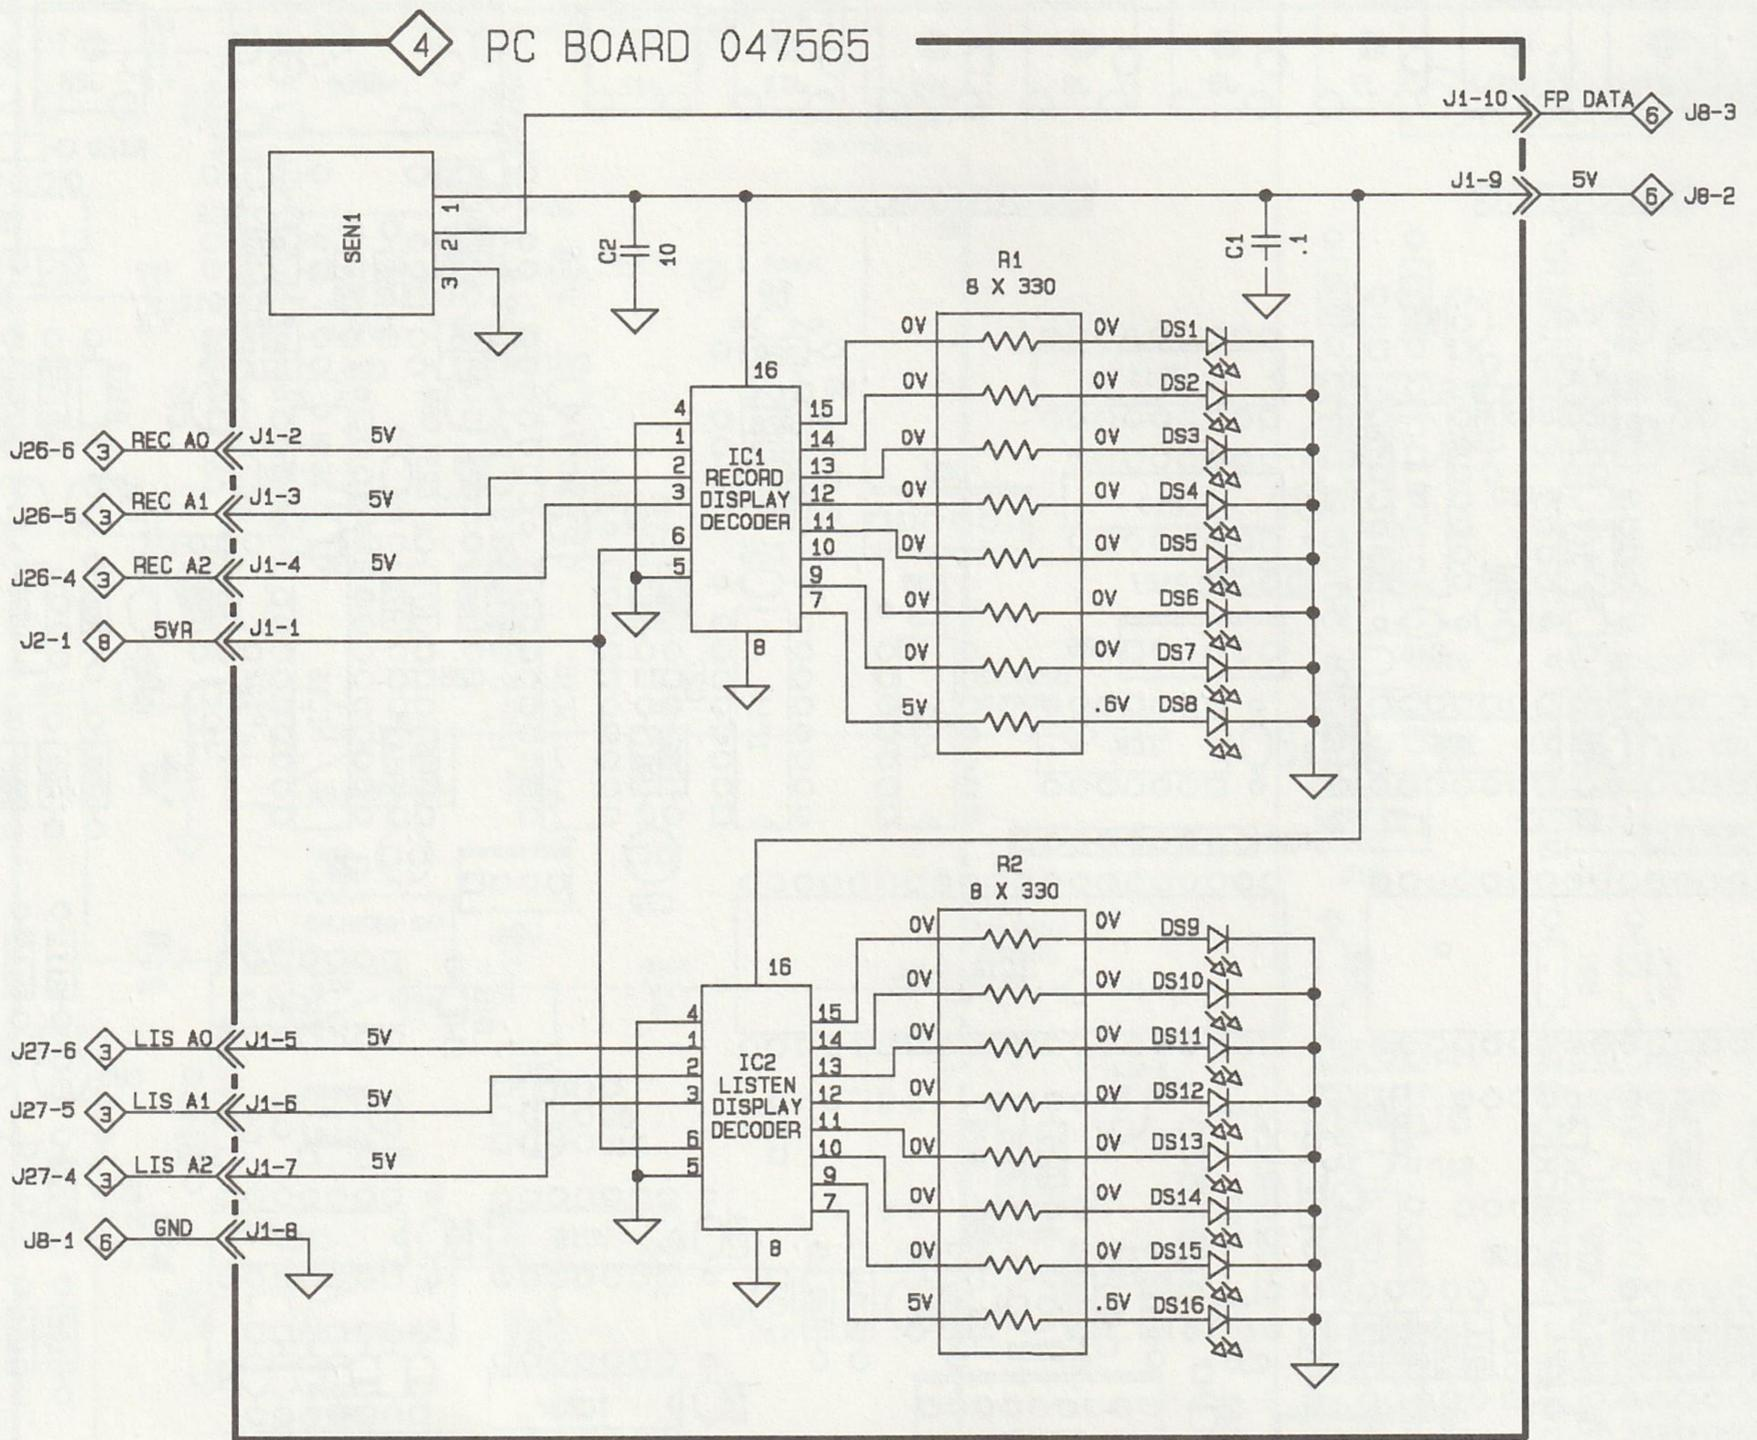 4 PC BOARD 047565
J1-10 FP DATA 6 J8-3
J1-9 5V 6 J8-2
SEN1
1
2
3
C2
10
C1
.1
R1
8 X 330
16
IC1
RECORD
DISPLAY
DECODER
4
1
2
3
6
5
8
15
14
13
12
11
10
9
7
J26-6 3 REC A0 J1-2 5V
J26-5 3 REC A1 J1-3 5V
J26-4 3 REC A2 J1-4 5V
J2-1 8 5VR J1-1
0V 0V DS1
0V 0V DS2
0V 0V DS3
0V 0V DS4
0V 0V DS5
0V 0V DS6
0V 0V DS7
5V .6V DS8
R2
8 X 330
16
IC2
LISTEN
DISPLAY
DECODER
4
1
2
3
6
5
8
15
14
13
12
11
10
9
7
J27-6 3 LIS A0 J1-5 5V
J27-5 3 LIS A1 J1-6 5V
J27-4 3 LIS A2 J1-7 5V
J8-1 6 GND J1-8
0V 0V DS9
0V 0V DS10
0V 0V DS11
0V 0V DS12
0V 0V DS13
0V 0V DS14
0V 0V DS15
5V .6V DS16